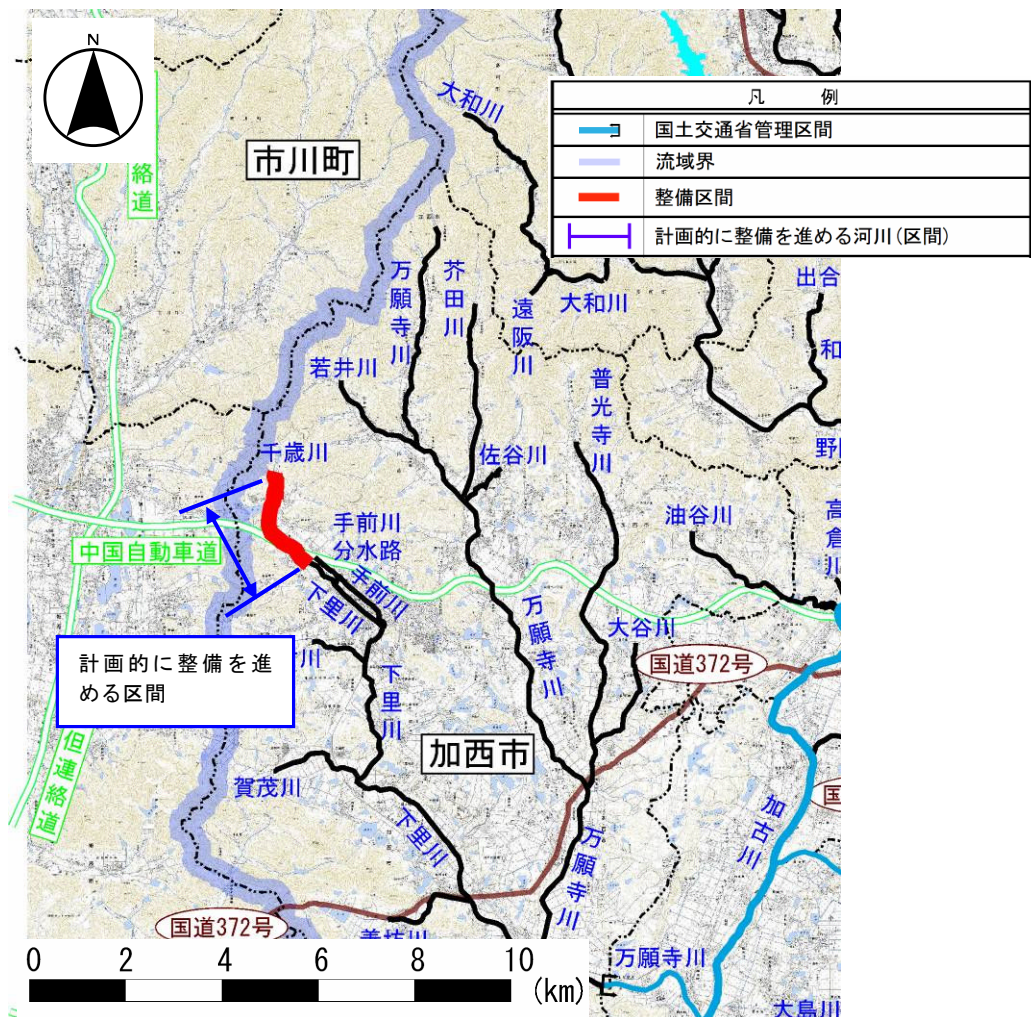 N
凡 例
国土交通省管理区間
流域界
整備区間
計画的に整備を進める河川(区間)
絡道
市川町
大和川
万願寺川
芥田川
遠阪川
大和川
出合
和
若井川
普光寺川
千歳川
佐谷川
野
油谷川
高倉川
手前川
分水路
中国自動車道
手前川
下里川
万願寺川
大谷川
国道372号
計画的に整備を進
める区間
川
下里川
加西市
但連絡道
賀茂川
下里川
万願寺川
加古川
国
国道372号
万願寺川
大島川
0 2 4 6 8 10
(km)